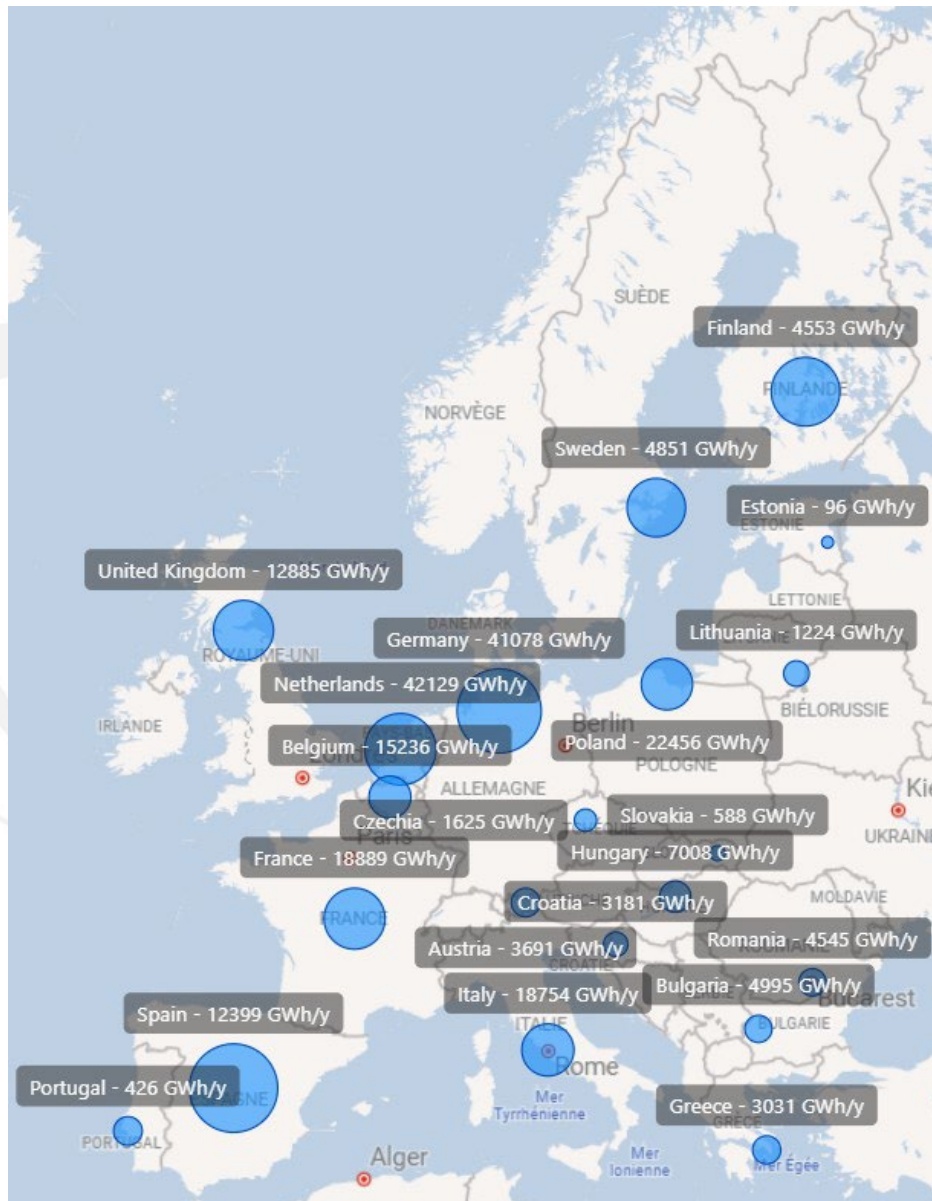 SUÈDE
Finland - 4553 GWh/y
FINLANDE
NORVÈGE
Sweden - 4851 GWh/y
Estonia - 96 GWh/y
ESTONIE
United Kingdom - 12885 GWh/y
LETTONIE
DANEMARK
Germany - 41078 GWh/y
Lithuania - 1224 GWh/y
ROYAUME-UNI
Netherlands - 42129 GWh/y
BIÉLORUSSIE
IRLANDE
Berlin
Belgium - 15236 GWh/y
Poland - 22456 GWh/y
Londres
POLOGNE
ALLEMAGNE
Kie
Czechia - 1625 GWh/y
Slovakia - 588 GWh/y
UKRAINE
Paris
France - 18889 GWh/y
Hungary - 7008 GWh/y
MOLDAVIE
FRANCE
Croatia - 3181 GWh/y
Austria - 3691 GWh/y
Romania - 4545 GWh/y
ROUMANIE
CROATIE
Italy - 18754 GWh/y
Bulgaria - 4995 GWh/y
Bucarest
Spain - 12399 GWh/y
ITALIE
BULGARIE
Rome
Portugal - 426 GWh/y
Mer
Tyrrhénienne
Greece - 3031 GWh/y
GRÈCE
PORTUGAL
Alger
Mer
Ionienne
Mer Égée